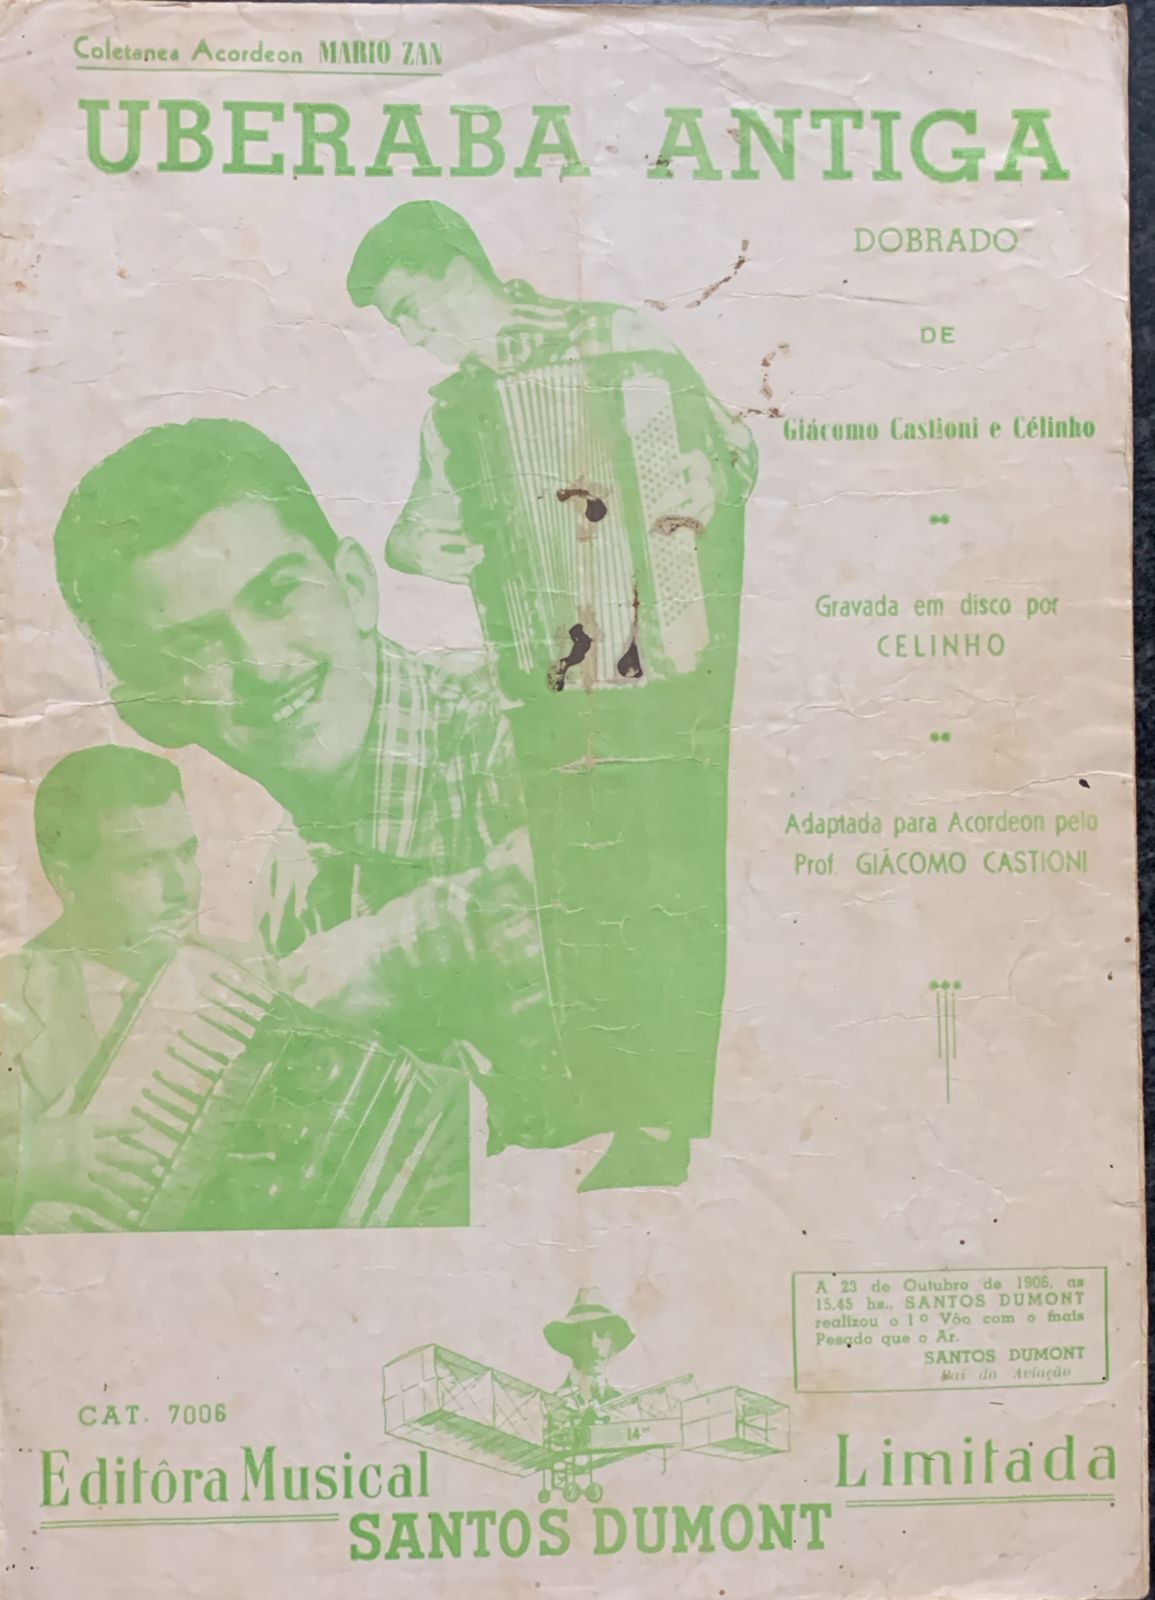 Coletanea Acordeon MARIO ZAN
UBERABA ANTIGA
DOBRADO
DE
Giácomo Castioni e Célinho
Gravada em disco por
CELINHO
Adaptada para Acordeon pelo
Prof. GIÁCOMO CASTIONI
A 23 de Outubro de 1906, as
15.45 hs.. SANTOS DUMONT
realizou o 1º Vôo com o mais
Pesado que o Ar.
SANTOS DUMONT
Pai da Aviação
CAT. 7006
14
Editôra Musical
Limitada
SANTOS DUMONT